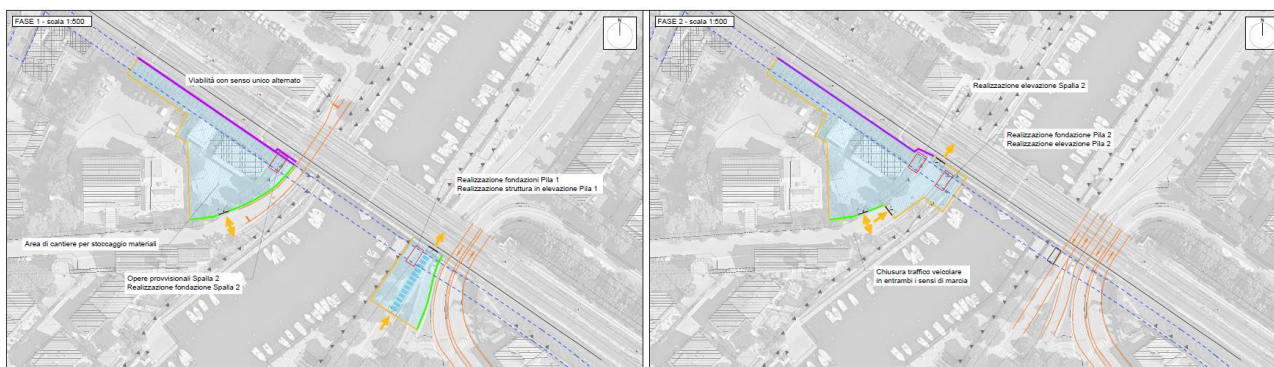 FASE 1 - scala 1:500
N
Viabilità con senso unico alternato
Realizzazione fondazioni Pila 1
Realizzazione struttura in elevazione Pila 1
Area di cantiere per stoccaggio materiali
Opere provvisionali Spalla 2
Realizzazione fondazione Spalla 2
FASE 2 - scala 1:500
N
Realizzazione elevazione Spalla 2
Realizzazione fondazione Pila 2
Realizzazione elevazione Pila 2
Chiusura traffico veicolare
in entrambi i sensi di marcia